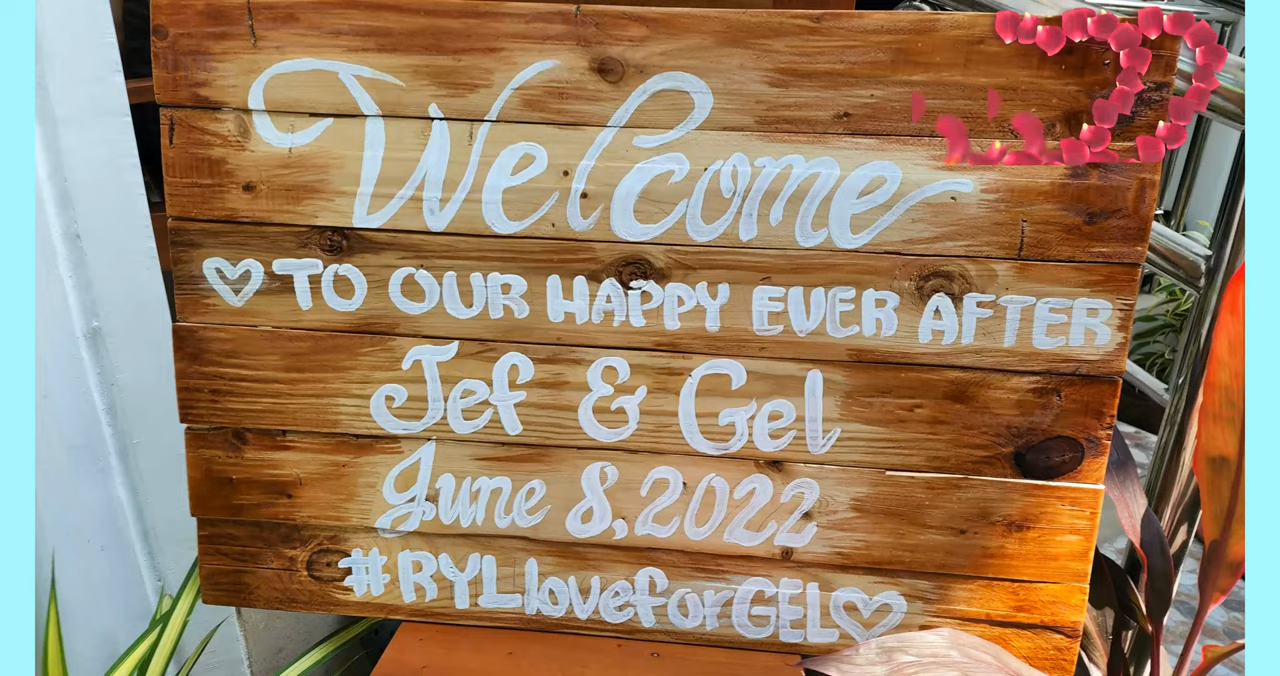 Welcome
♡ TO OUR HAPPY EVER AFTER
Jef & Gel
June 8, 2022
#RYLloveforGEL♡